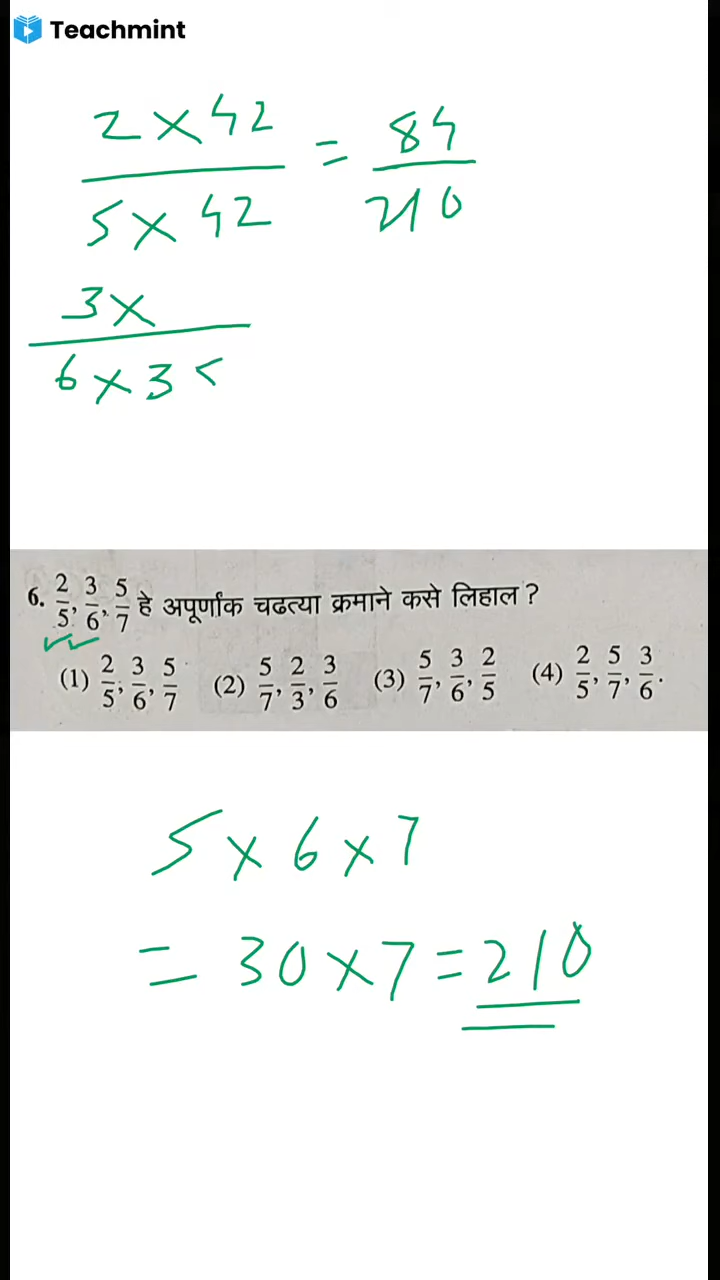 Teachmint
2 × 42 / 5 × 42 = 84 / 210
3 × / 6 × 35
6. 2/5, 3/6, 5/7 हे अपूर्णांक चढत्या क्रमाने कसे लिहाल ?
(1) 2/5, 3/6, 5/7 (2) 5/7, 2/3, 3/6 (3) 5/7, 3/6, 2/5 (4) 2/5, 5/7, 3/6.
5 × 6 × 7
= 30 × 7 = 210